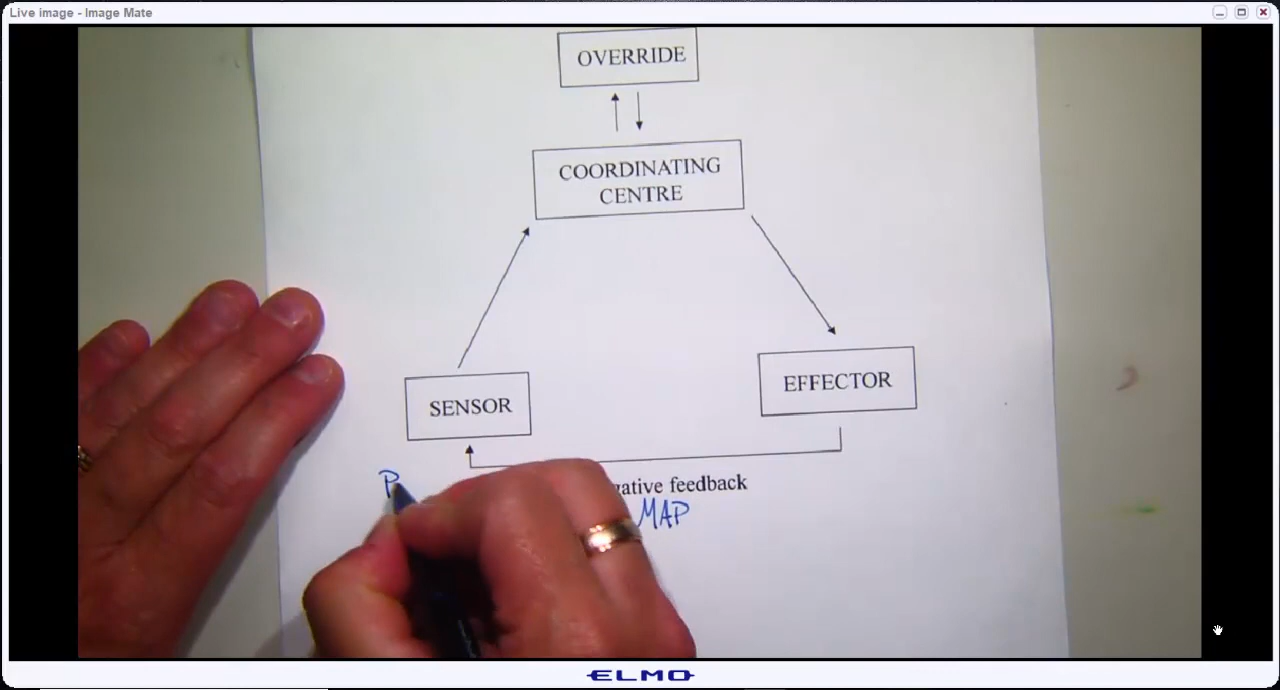 Live image - Image Mate
OVERRIDE
COORDINATING
CENTRE
SENSOR
EFFECTOR
gative feedback
MAP
P
ELMO